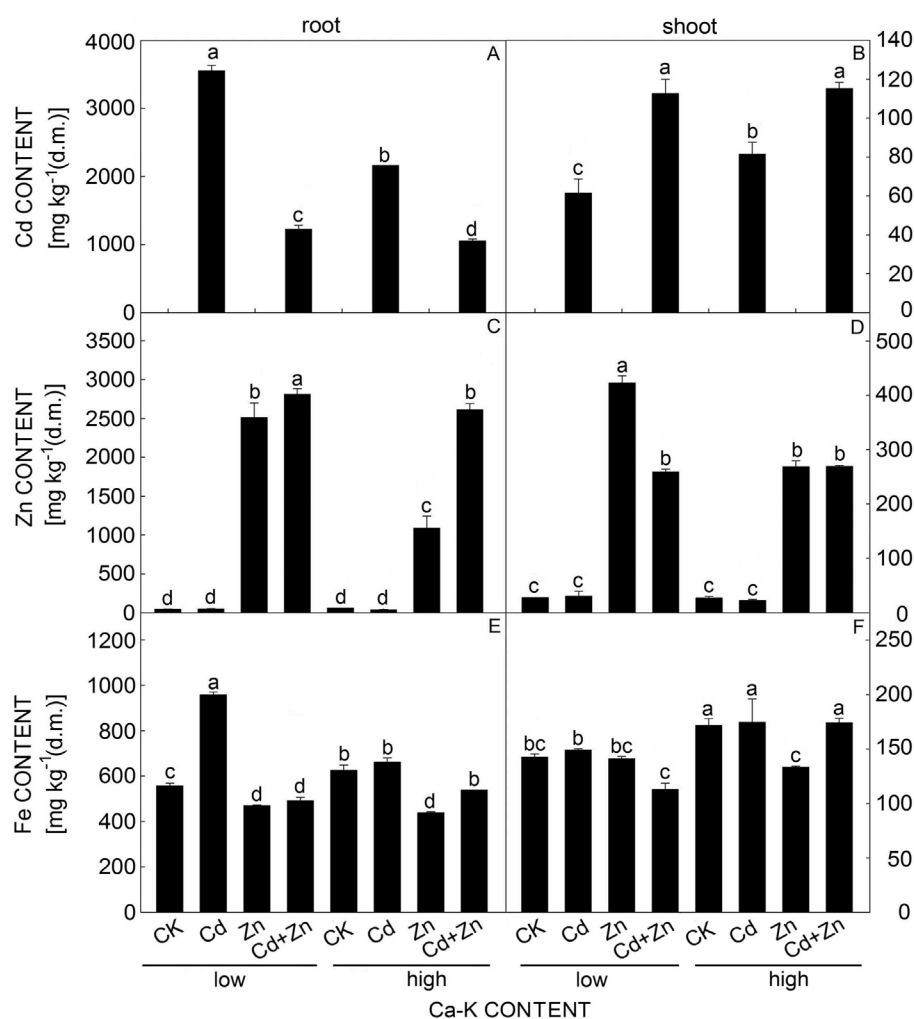 root shoot
A B
Cd CONTENT
[mg kg⁻¹(d.m.)]
4000
3000
2000
1000
0
a
c
b
d
c
a
b
a
140
120
100
80
60
40
20
0
C D
Zn CONTENT
[mg kg⁻¹(d.m.)]
3500
3000
2500
2000
1500
1000
500
0
d d b a d d c b
c c a b c c b b
500
400
300
200
100
0
E F
Fe CONTENT
[mg kg⁻¹(d.m.)]
1200
1000
800
600
400
200
0
c a d d b b d b
bc b bc c a a c a
250
200
150
100
50
0
CK Cd Zn Cd+Zn CK Cd Zn Cd+Zn CK Cd Zn Cd+Zn CK Cd Zn Cd+Zn
low high low high
Ca-K CONTENT